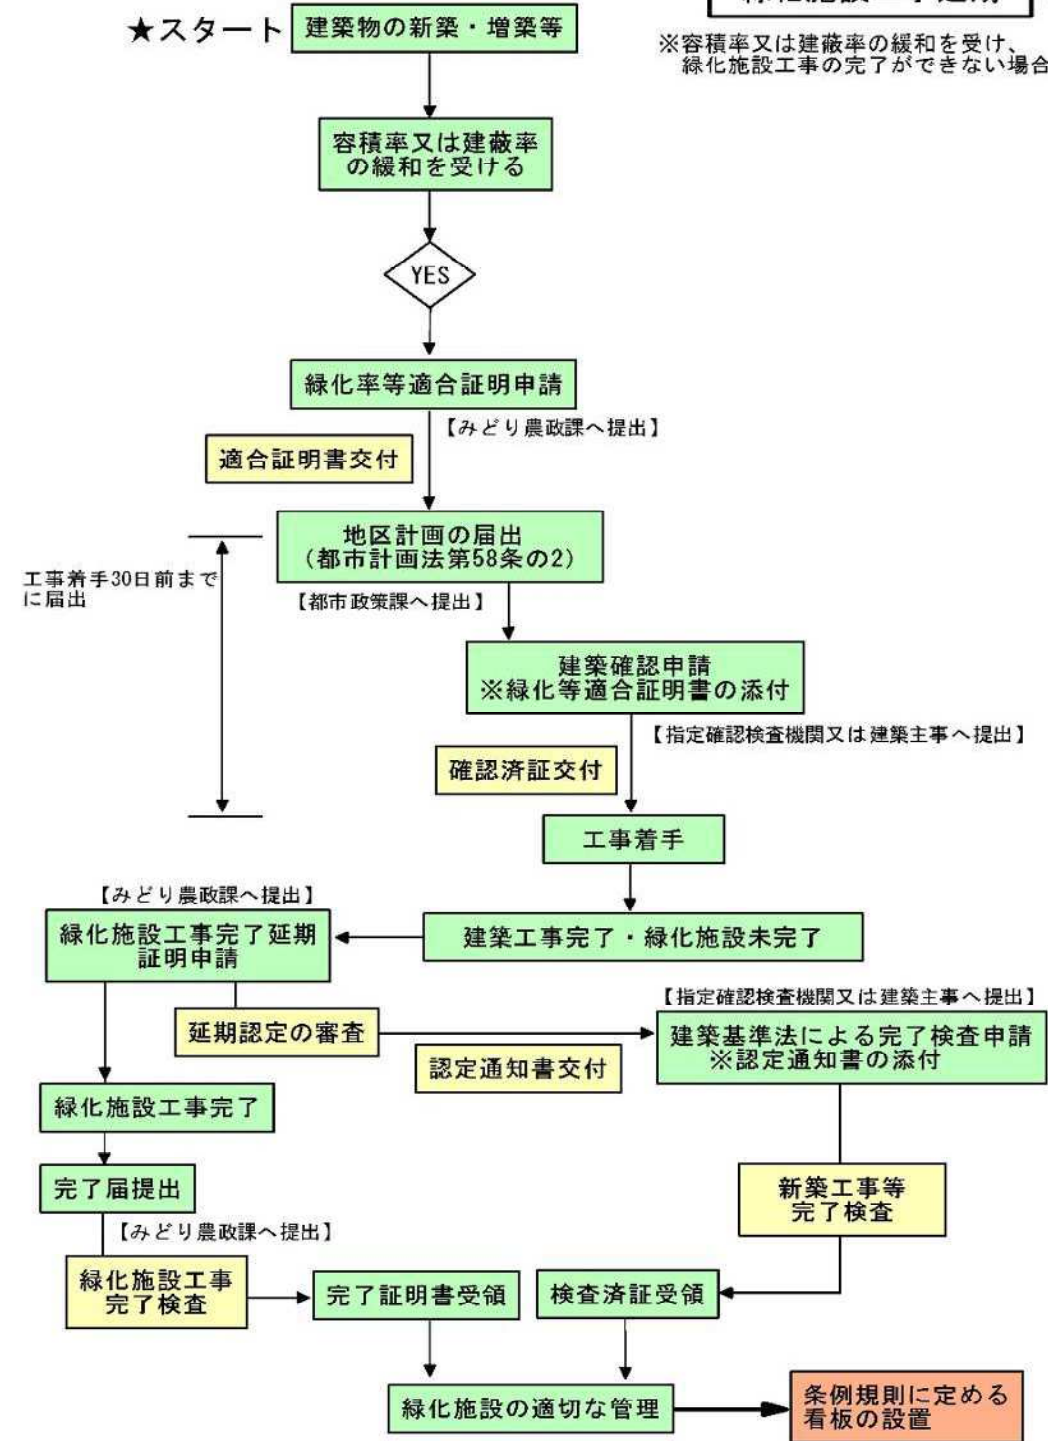 ★スタート
建築物の新築・増築等
※容積率又は建蔽率の緩和を受け、
緑化施設工事の完了ができない場合
容積率又は建蔽率
の緩和を受ける
YES
緑化率等適合証明申請
【みどり農政課へ提出】
適合証明書交付
地区計画の届出
(都市計画法第58条の2)
工事着手30日前まで
に届出
【都市政策課へ提出】
建築確認申請
※緑化等適合証明書の添付
【指定確認検査機関又は建築主事へ提出】
確認済証交付
工事着手
【みどり農政課へ提出】
緑化施設工事完了延期
証明申請
建築工事完了・緑化施設未完了
【指定確認検査機関又は建築主事へ提出】
延期認定の審査
建築基準法による完了検査申請
※認定通知書の添付
認定通知書交付
緑化施設工事完了
完了届提出
新築工事等
完了検査
【みどり農政課へ提出】
緑化施設工事
完了検査
完了証明書受領
検査済証受領
緑化施設の適切な管理
条例規則に定める
看板の設置